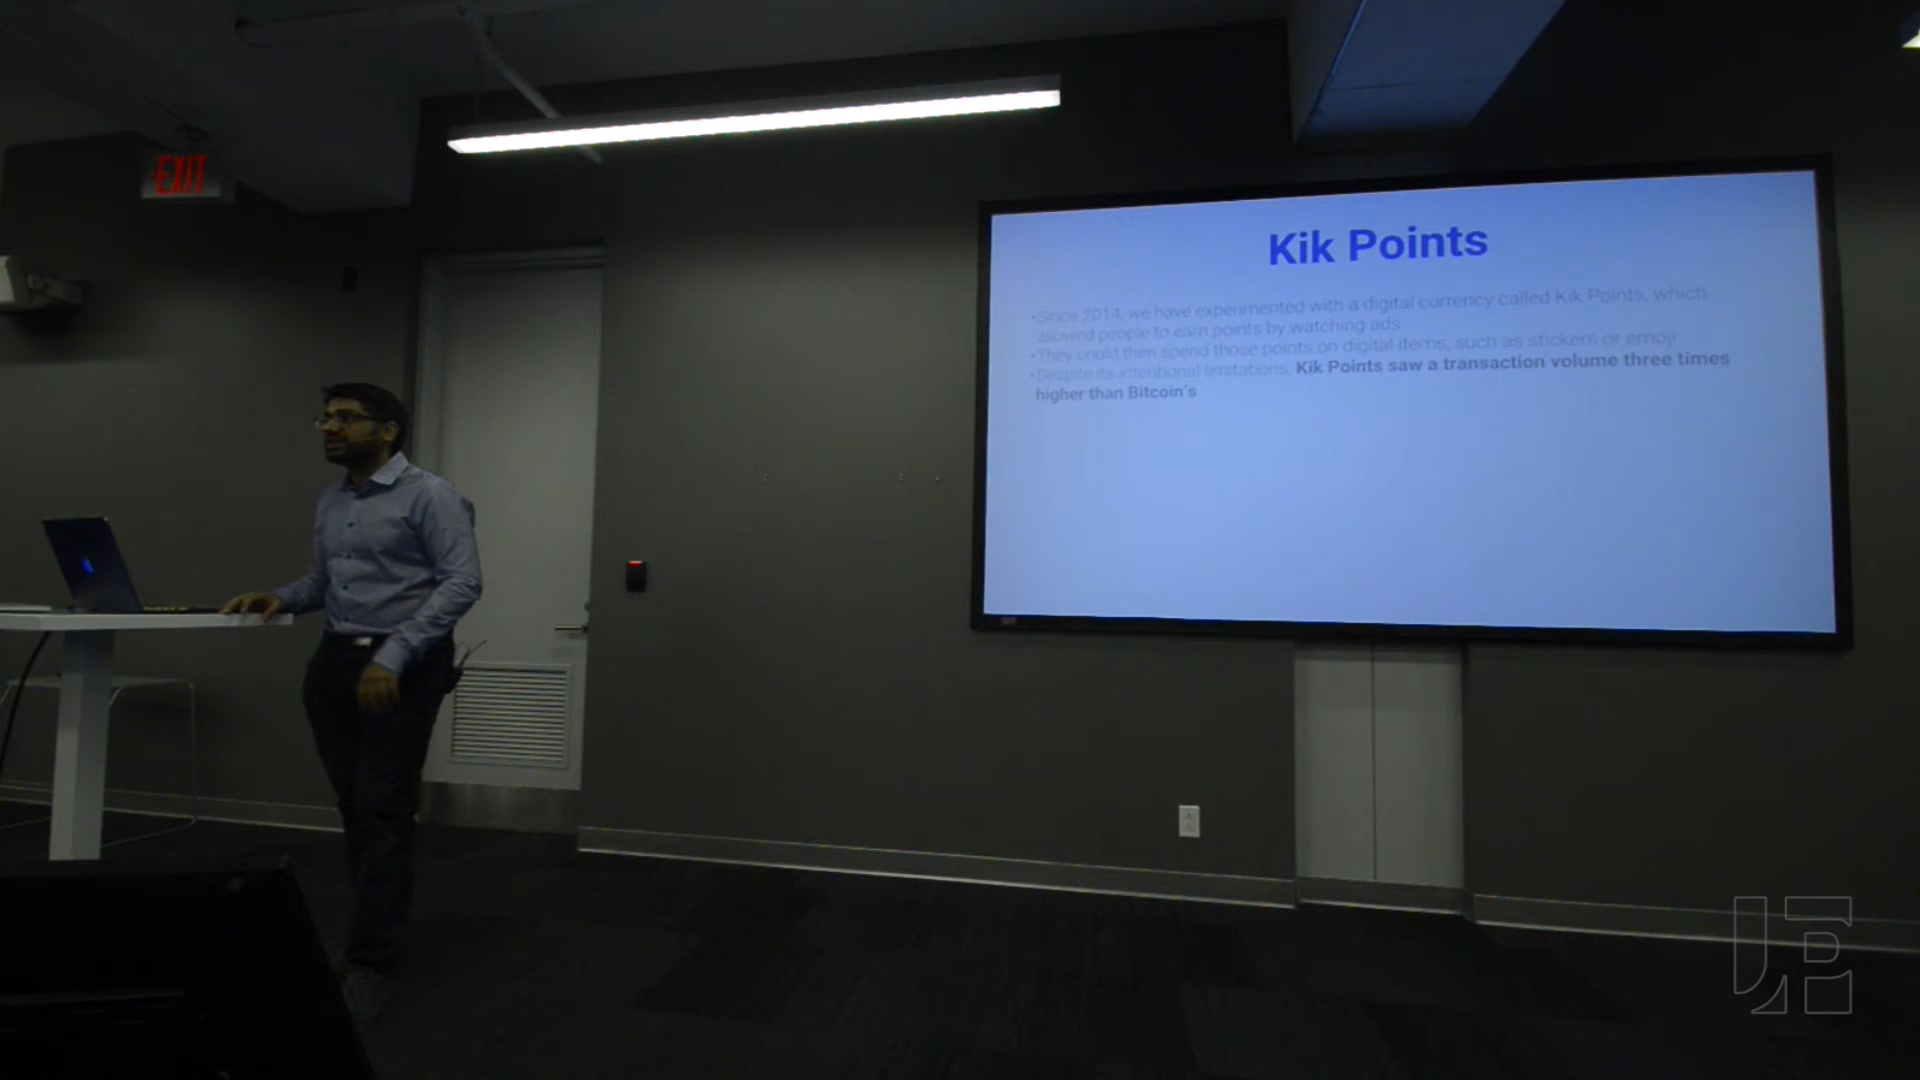 EXIT
Kik Points
•Since 2014, we have experimented with a digital currency called Kik Points, which
allowed people to earn points by watching ads
•They could then spend those points on digital items, such as stickers or emoji
•Despite its intentional limitations, Kik Points saw a transaction volume three times
higher than Bitcoin's